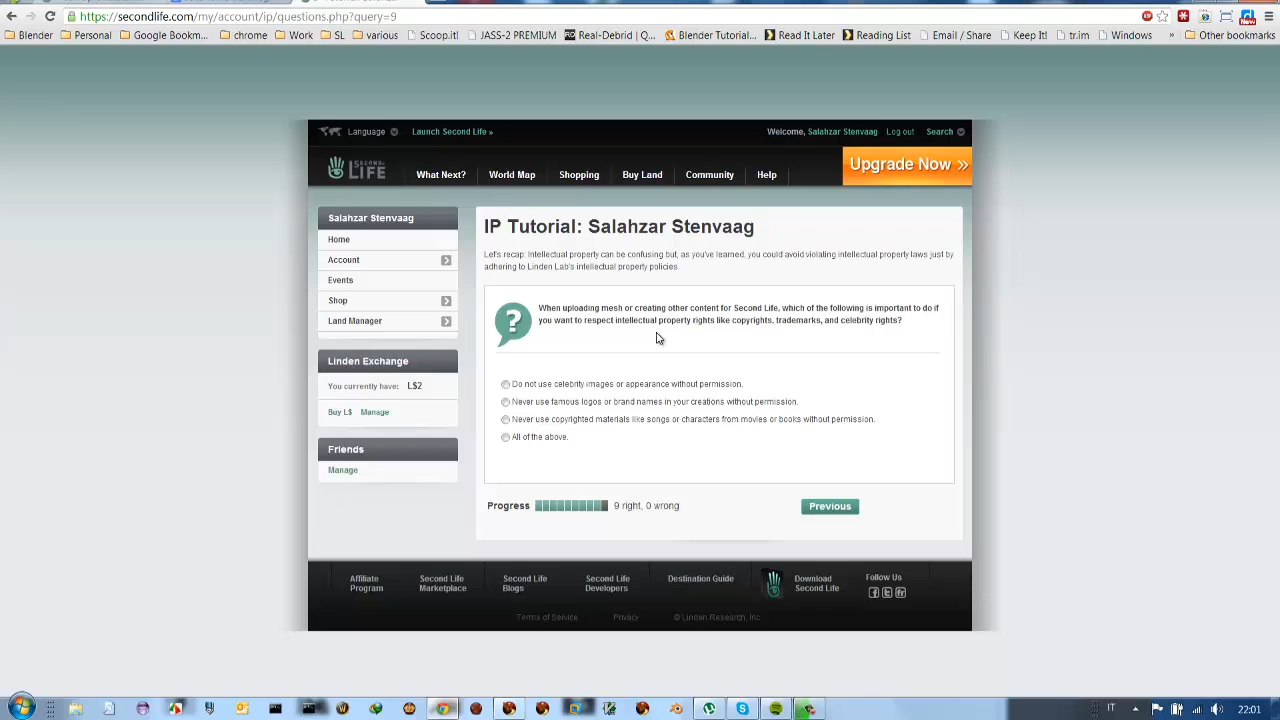 https://secondlife.com/my/account/ip/questions.php?query=9
Blender Personal Google Bookm... chrome Work SL various Scoop.it! JASS-2 PREMIUM Real-Debrid | Q... Blender Tutorial... Read It Later Reading List Email / Share Keep It! tr.im Windows » Other bookmarks
Language Launch Second Life » Welcome, Salahzar Stenvaag Log out Search
SECOND LIFE What Next? World Map Shopping Buy Land Community Help Upgrade Now »
Salahzar Stenvaag
Home
Account
Events
Shop
Land Manager
Linden Exchange
You currently have: L$2
Buy L$ Manage
Friends
Manage
IP Tutorial: Salahzar Stenvaag
Let's recap: Intellectual property can be confusing but, as you've learned, you could avoid violating intellectual property laws just by
adhering to Linden Lab's intellectual property policies.
?
When uploading mesh or creating other content for Second Life, which of the following is important to do if
you want to respect intellectual property rights like copyrights, trademarks, and celebrity rights?
Do not use celebrity images or appearance without permission.
Never use famous logos or brand names in your creations without permission.
Never use copyrighted materials like songs or characters from movies or books without permission.
All of the above.
Progress 9 right, 0 wrong Previous
Affiliate Program
Second Life Marketplace
Second Life Blogs
Second Life Developers
Destination Guide
Download Second Life
Follow Us
Terms of Service Privacy © Linden Research, Inc.
IT 22:01